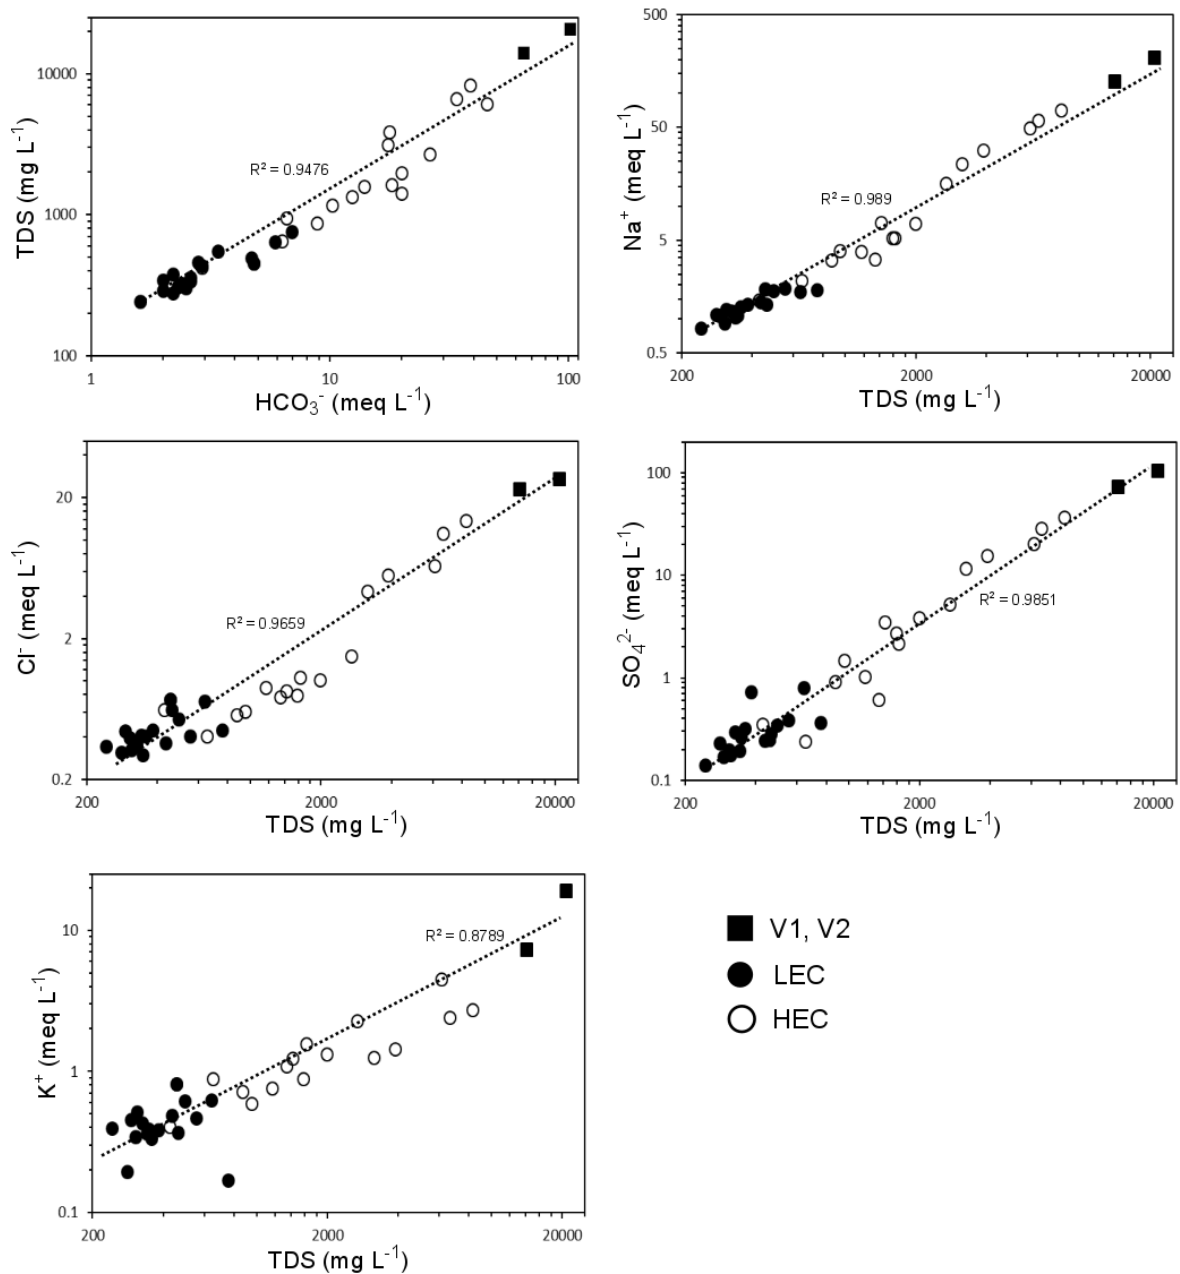 10000
1000
100
TDS (mg L⁻¹)
R² = 0.9476
1
10
100
HCO₃⁻ (meq L⁻¹)
500
50
5
0.5
Na⁺ (meq L⁻¹)
R² = 0.989
200
2000
20000
TDS (mg L⁻¹)
20
2
0.2
Cl⁻ (meq L⁻¹)
R² = 0.9659
200
2000
20000
TDS (mg L⁻¹)
100
10
1
0.1
SO₄²⁻ (meq L⁻¹)
R² = 0.9851
200
2000
20000
TDS (mg L⁻¹)
10
1
0.1
K⁺ (meq L⁻¹)
R² = 0.8789
200
2000
20000
TDS (mg L⁻¹)
V1, V2
LEC
HEC